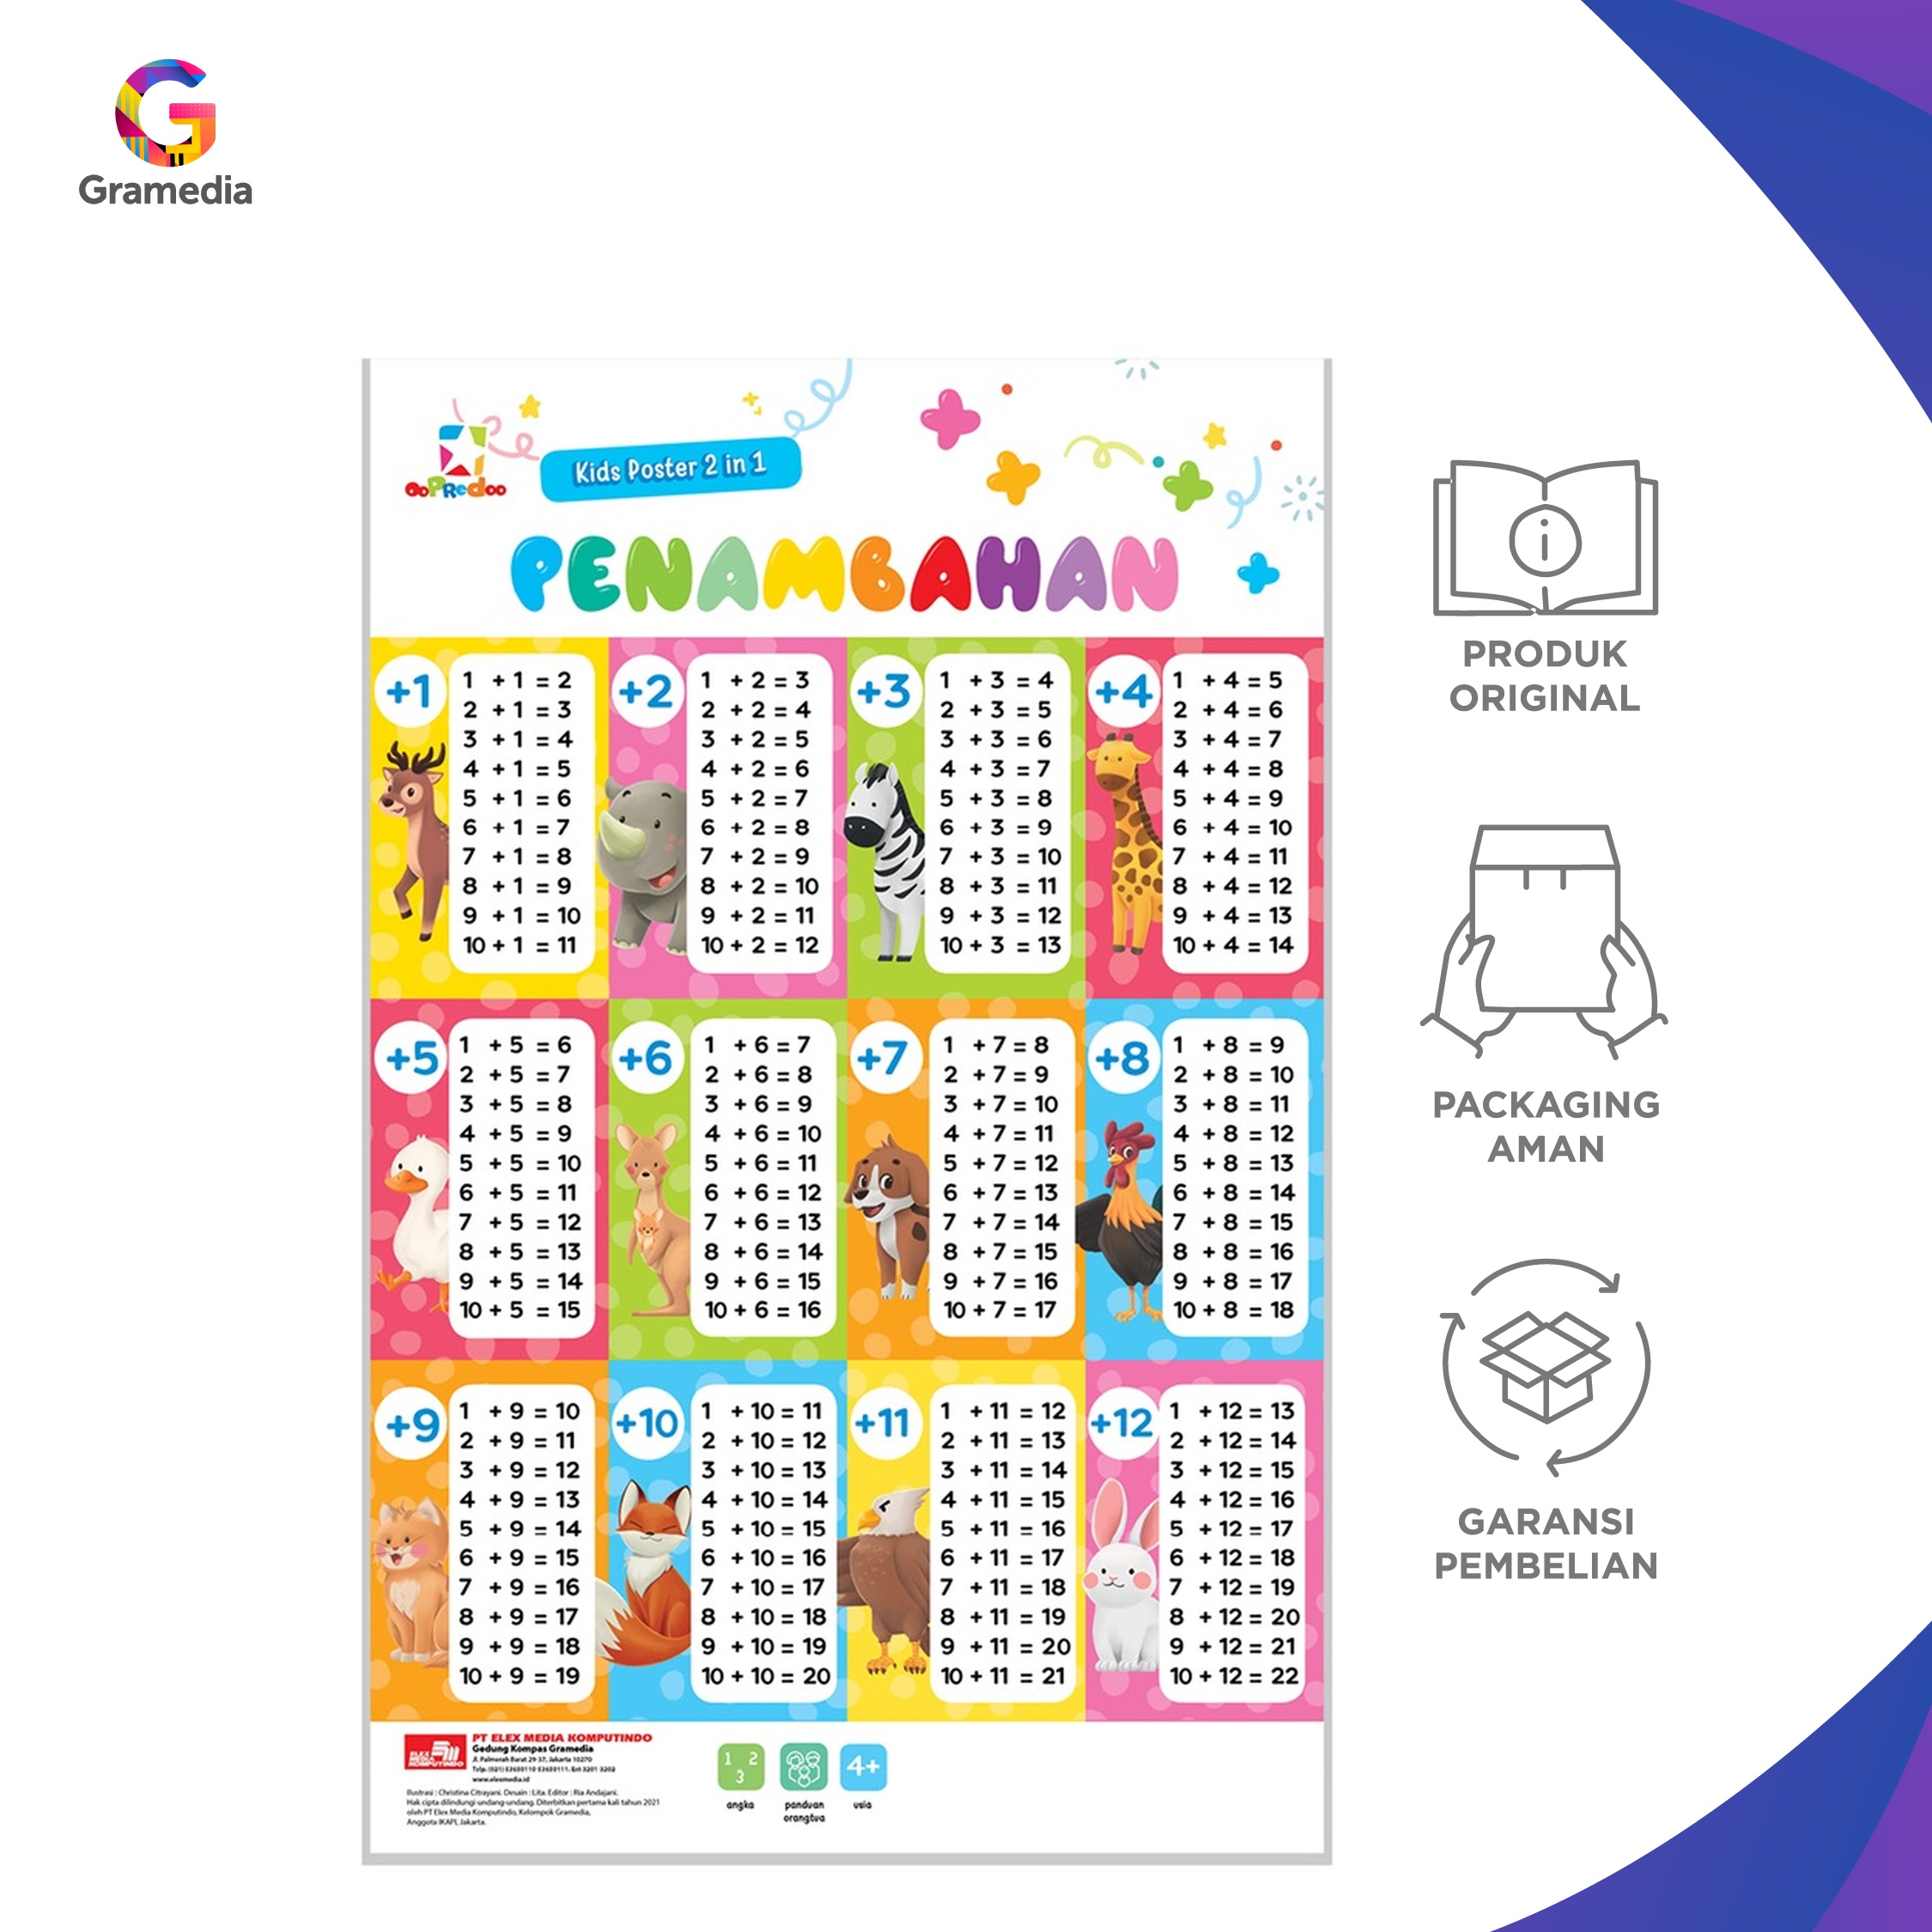 Gramedia
ooPRedoo
Kids Poster 2 in 1
PENAMBAHAN
+1
1 + 1 = 2
2 + 1 = 3
3 + 1 = 4
4 + 1 = 5
5 + 1 = 6
6 + 1 = 7
7 + 1 = 8
8 + 1 = 9
9 + 1 = 10
10 + 1 = 11
+2
1 + 2 = 3
2 + 2 = 4
3 + 2 = 5
4 + 2 = 6
5 + 2 = 7
6 + 2 = 8
7 + 2 = 9
8 + 2 = 10
9 + 2 = 11
10 + 2 = 12
+3
1 + 3 = 4
2 + 3 = 5
3 + 3 = 6
4 + 3 = 7
5 + 3 = 8
6 + 3 = 9
7 + 3 = 10
8 + 3 = 11
9 + 3 = 12
10 + 3 = 13
+4
1 + 4 = 5
2 + 4 = 6
3 + 4 = 7
4 + 4 = 8
5 + 4 = 9
6 + 4 = 10
7 + 4 = 11
8 + 4 = 12
9 + 4 = 13
10 + 4 = 14
+5
1 + 5 = 6
2 + 5 = 7
3 + 5 = 8
4 + 5 = 9
5 + 5 = 10
6 + 5 = 11
7 + 5 = 12
8 + 5 = 13
9 + 5 = 14
10 + 5 = 15
+6
1 + 6 = 7
2 + 6 = 8
3 + 6 = 9
4 + 6 = 10
5 + 6 = 11
6 + 6 = 12
7 + 6 = 13
8 + 6 = 14
9 + 6 = 15
10 + 6 = 16
+7
1 + 7 = 8
2 + 7 = 9
3 + 7 = 10
4 + 7 = 11
5 + 7 = 12
6 + 7 = 13
7 + 7 = 14
8 + 7 = 15
9 + 7 = 16
10 + 7 = 17
+8
1 + 8 = 9
2 + 8 = 10
3 + 8 = 11
4 + 8 = 12
5 + 8 = 13
6 + 8 = 14
7 + 8 = 15
8 + 8 = 16
9 + 8 = 17
10 + 8 = 18
+9
1 + 9 = 10
2 + 9 = 11
3 + 9 = 12
4 + 9 = 13
5 + 9 = 14
6 + 9 = 15
7 + 9 = 16
8 + 9 = 17
9 + 9 = 18
10 + 9 = 19
+10
1 + 10 = 11
2 + 10 = 12
3 + 10 = 13
4 + 10 = 14
5 + 10 = 15
6 + 10 = 16
7 + 10 = 17
8 + 10 = 18
9 + 10 = 19
10 + 10 = 20
+11
1 + 11 = 12
2 + 11 = 13
3 + 11 = 14
4 + 11 = 15
5 + 11 = 16
6 + 11 = 17
7 + 11 = 18
8 + 11 = 19
9 + 11 = 20
10 + 11 = 21
+12
1 + 12 = 13
2 + 12 = 14
3 + 12 = 15
4 + 12 = 16
5 + 12 = 17
6 + 12 = 18
7 + 12 = 19
8 + 12 = 20
9 + 12 = 21
10 + 12 = 22
ELEX
MEDIA
KOMPUTINDO
PT ELEX MEDIA KOMPUTINDO
Gedung Kompas Gramedia
Jl. Palmerah Barat 29-37, Jakarta 10270
Telp. (021) 53650110 53650111. Ext 3201 3202
www.elexmedia.id
Ilustrasi : Christina Citrayani. Desain : Lita. Editor : Ria Andajani.
Hak cipta dilindungi undang-undang. Diterbitkan pertama kali tahun 2021
oleh PT Elex Media Komputindo, Kelompok Gramedia,
Anggota IKAPI, Jakarta.
1 2
3
angka
panduan
orangtua
4+
usia
PRODUK
ORIGINAL
PACKAGING
AMAN
GARANSI
PEMBELIAN